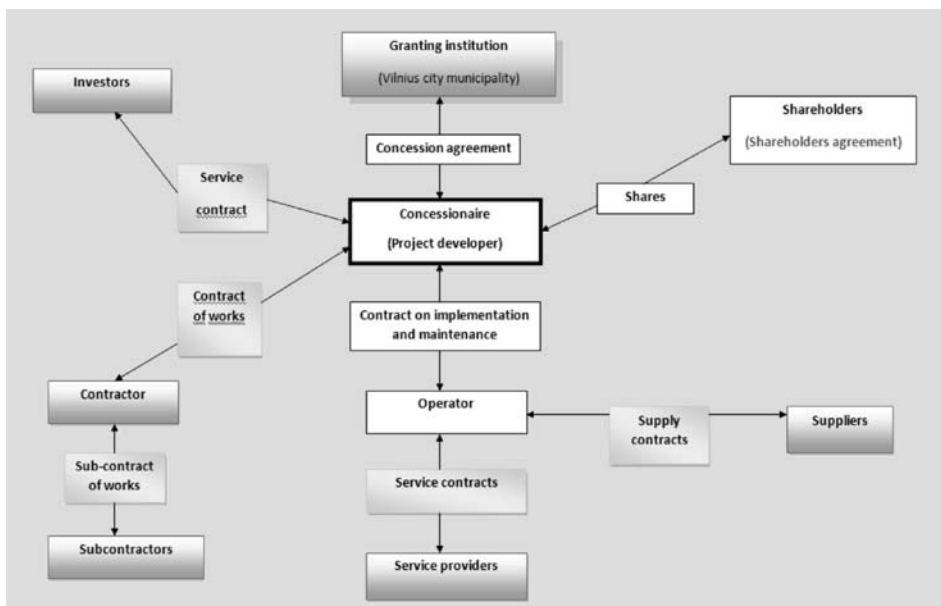 Granting institution
(Vilnius city municipality)
Investors
Shareholders
(Shareholders agreement)
Concession agreement
Service
contract
Shares
Concessionaire
(Project developer)
Contract
of works
Contract on implementation
and maintenance
Contractor
Operator
Supply
contracts
Suppliers
Sub-contract
of works
Service contracts
Subcontractors
Service providers